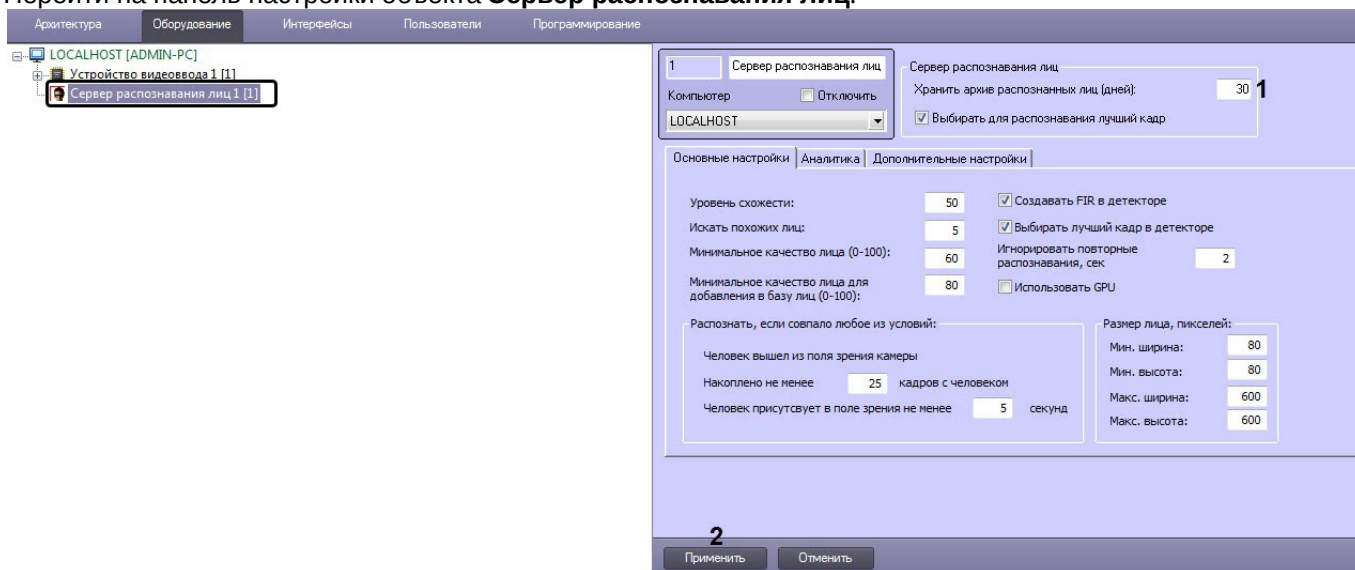 Перейти на панель настройки объекта Сервер распознавания лиц.
Архитектура Оборудование Интерфейсы Пользователи Программирование
LOCALHOST [ADMIN-PC]
Устройство видеоввода 1 [1]
Сервер распознавания лиц 1 [1]
1 Сервер распознавания лиц
Компьютер Отключить
LOCALHOST
Сервер распознавания лиц
Хранить архив распознанных лиц (дней): 30 1
Выбирать для распознавания лучший кадр
Основные настройки Аналитика Дополнительные настройки
Уровень схожести: 50 Создавать FIR в детекторе
Искать похожих лиц: 5 Выбирать лучший кадр в детекторе
Минимальное качество лица (0-100): 60 Игнорировать повторные
распознавания, сек 2
Минимальное качество лица для
добавления в базу лиц (0-100): 80 Использовать GPU
Распознать, если совпало любое из условий:
Человек вышел из поля зрения камеры
Накоплено не менее 25 кадров с человеком
Человек присутсвует в поле зрения не менее 5 секунд
Размер лица, пикселей:
Мин. ширина: 80
Мин. высота: 80
Макс. ширина: 600
Макс. высота: 600
2
Применить Отменить